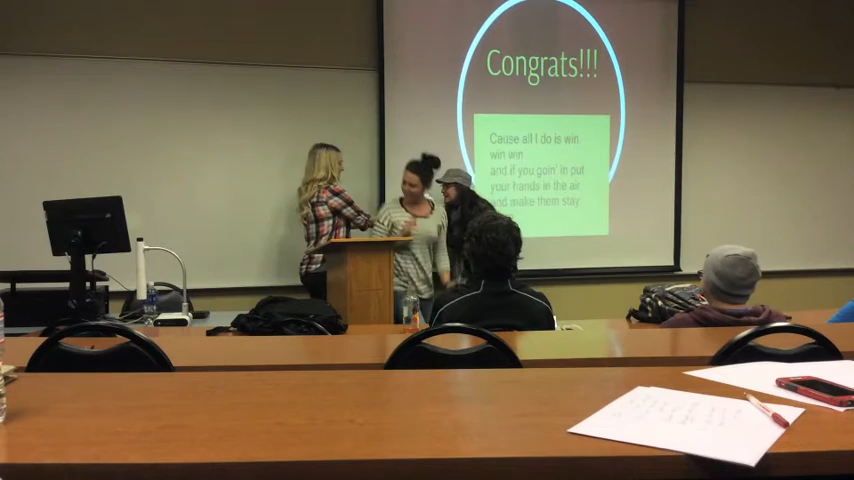 Congrats!!!
Cause all I do is win
win win
and if you goin' in put
your hands in the air
and make them stay